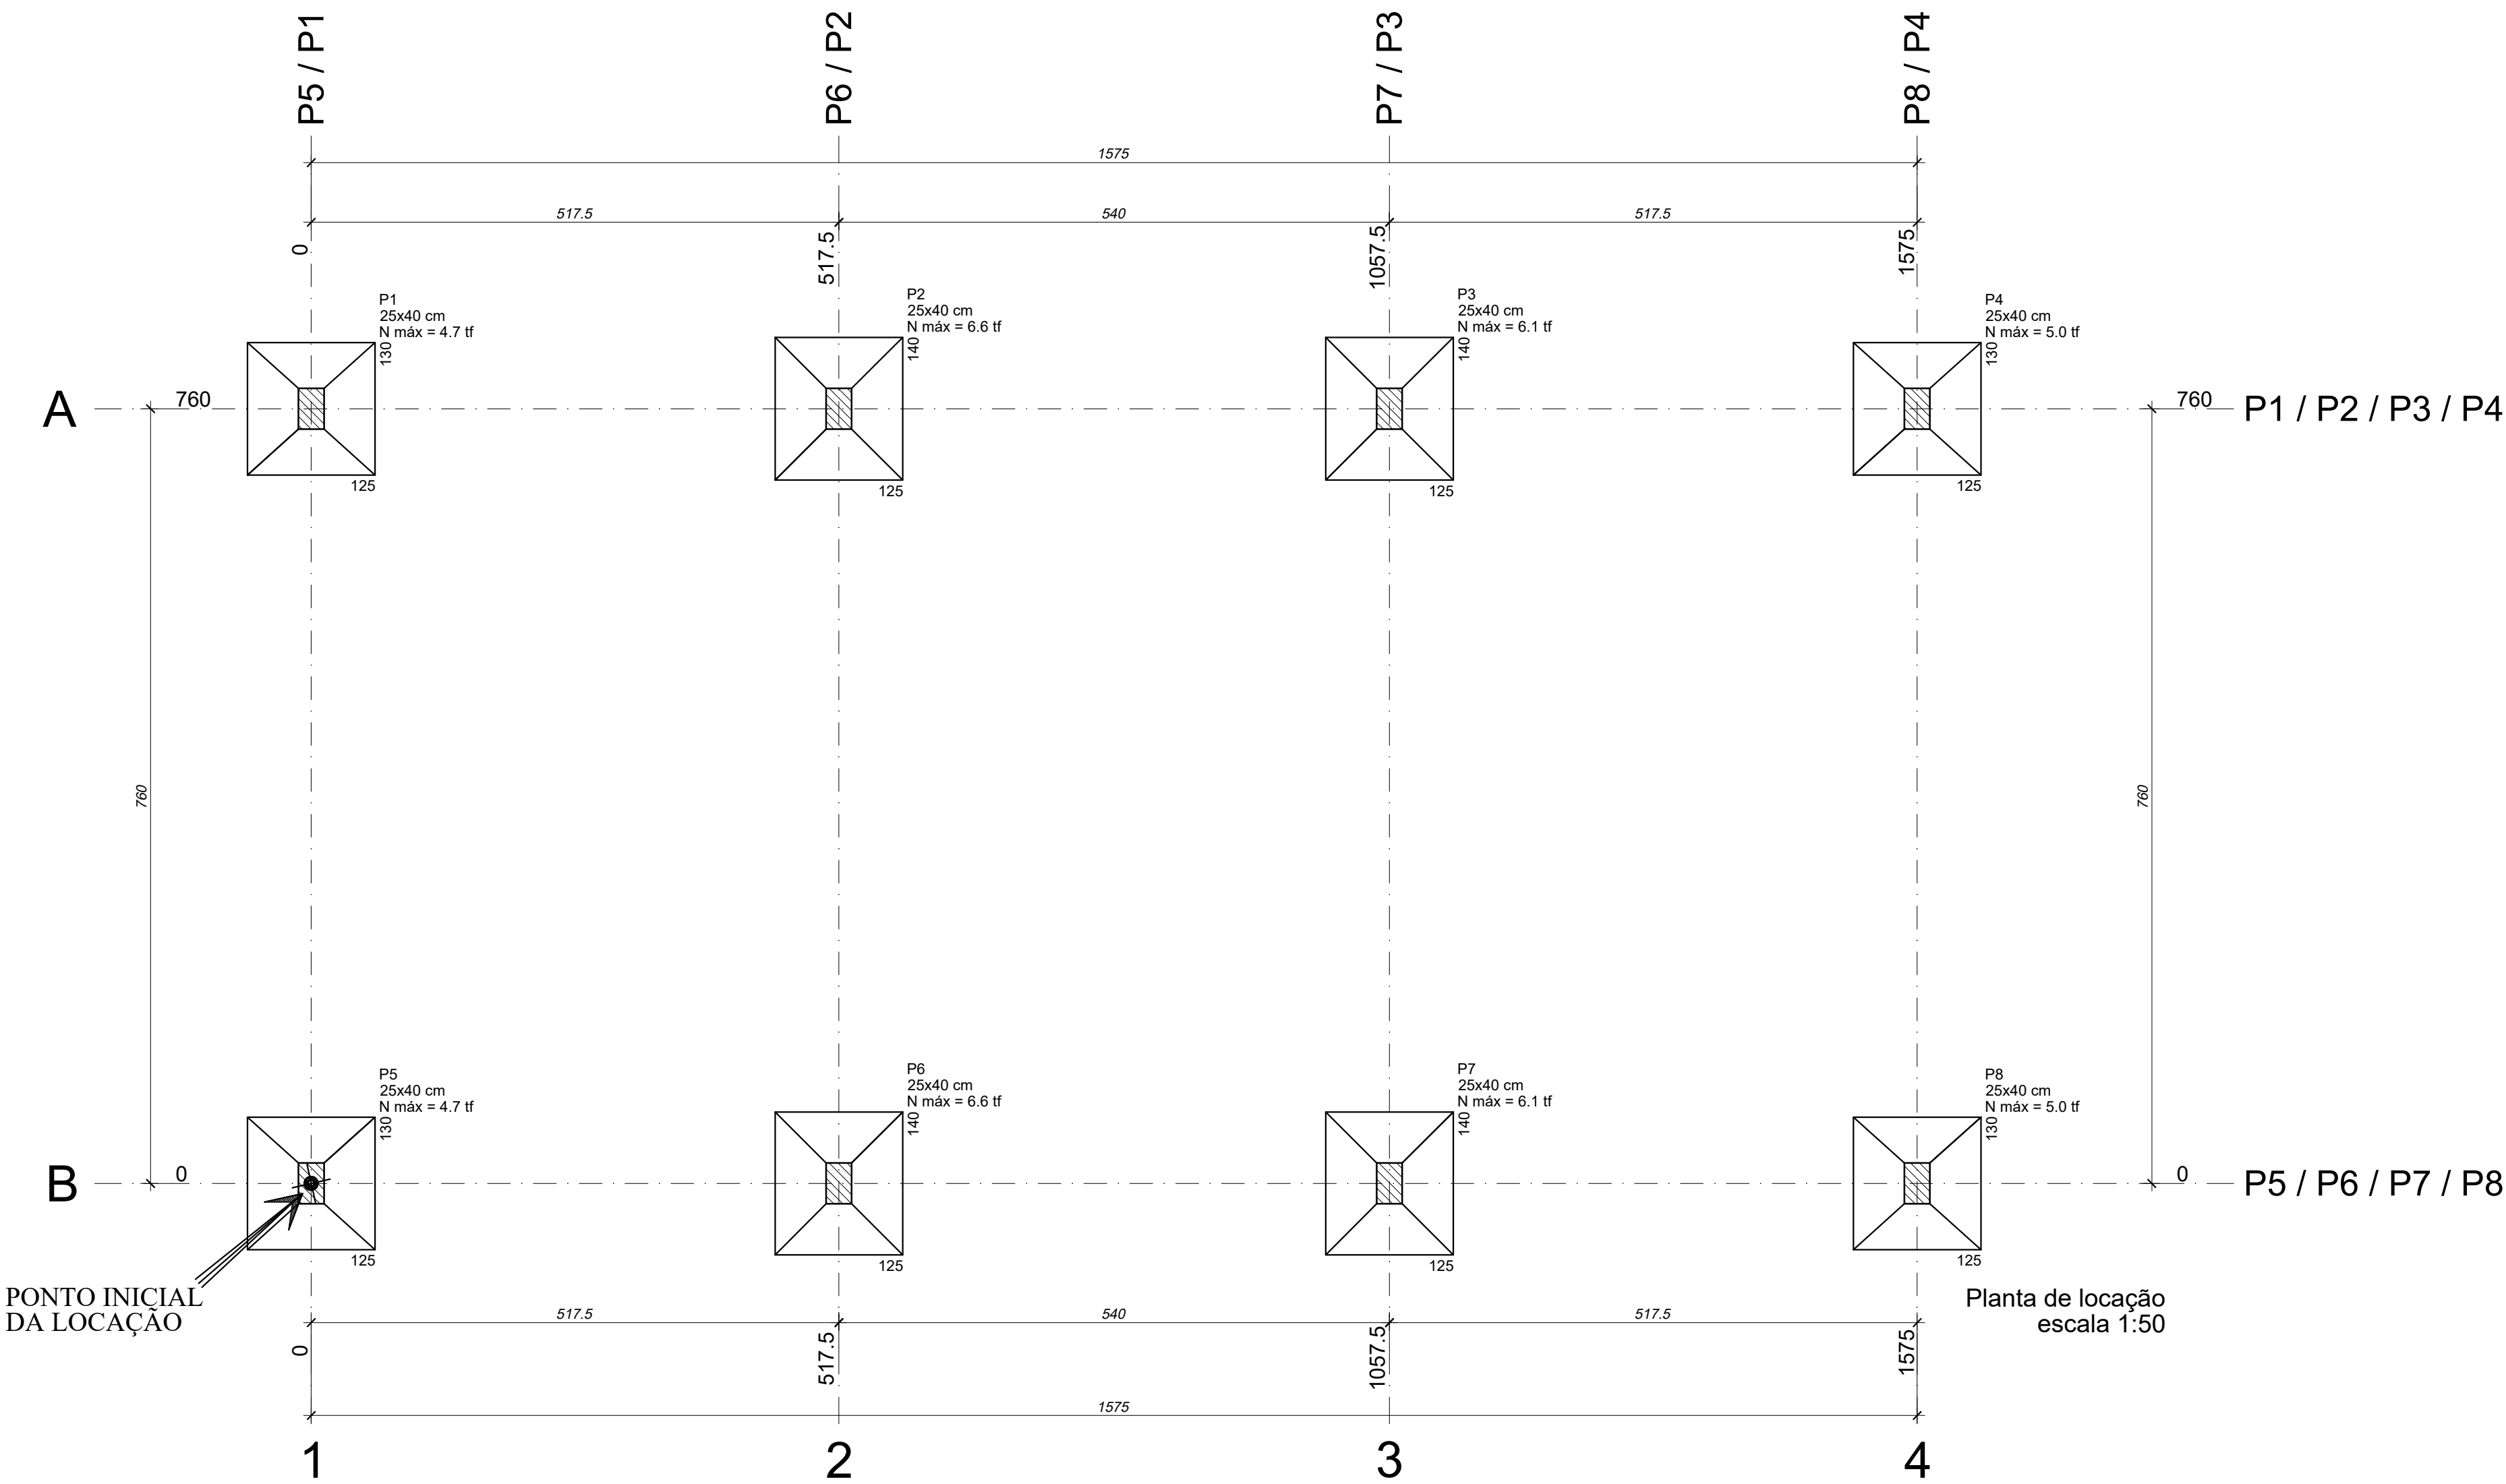 P5 / P1
P6 / P2
P7 / P3
P8 / P4
1575
517.5
540
517.5
0
517.5
1057.5
1575
P1
25x40 cm
N máx = 4.7 tf
130
125
P2
25x40 cm
N máx = 6.6 tf
140
125
P3
25x40 cm
N máx = 6.1 tf
140
125
P4
25x40 cm
N máx = 5.0 tf
130
125
A
760
760
P1 / P2 / P3 / P4
760
760
P5
25x40 cm
N máx = 4.7 tf
130
125
P6
25x40 cm
N máx = 6.6 tf
140
125
P7
25x40 cm
N máx = 6.1 tf
140
125
P8
25x40 cm
N máx = 5.0 tf
130
125
B
0
0
P5 / P6 / P7 / P8
PONTO INICIAL
DA LOCAÇÃO
Planta de locação
escala 1:50
517.5
540
517.5
0
517.5
1057.5
1575
1575
1
2
3
4